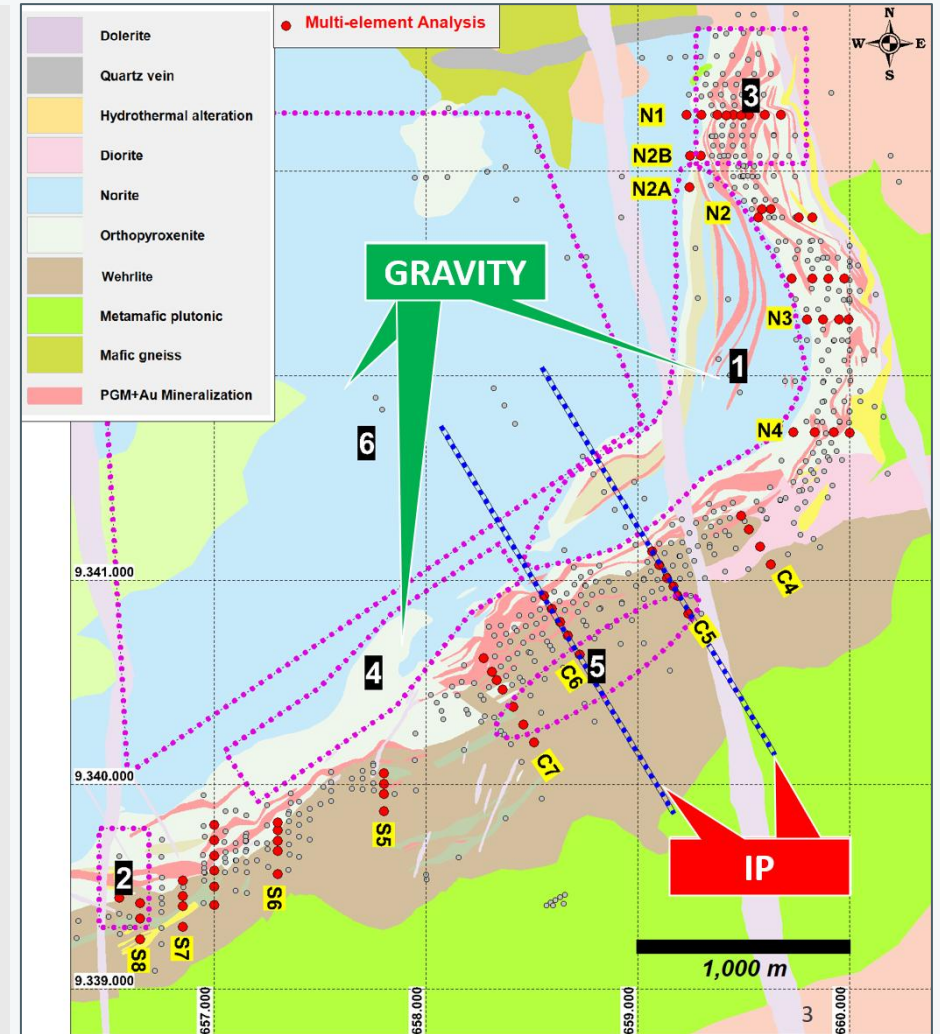 Dolerite
Quartz vein
Hydrothermal alteration
Diorite
Norite
Orthopyroxenite
Wehrlite
Metamafic plutonic
Mafic gneiss
PGM+Au Mineralization
Multi-element Analysis
N
W E
S
3
N1
N2B
N2A
N2
GRAVITY
N3
1
6
N4
9.341.000
C4
C5
4
5
C6
C7
9.340.000
S5
IP
2
S6
S7
S8
1,000 m
9.339.000
657.000
658.000
659.000
660.000
3